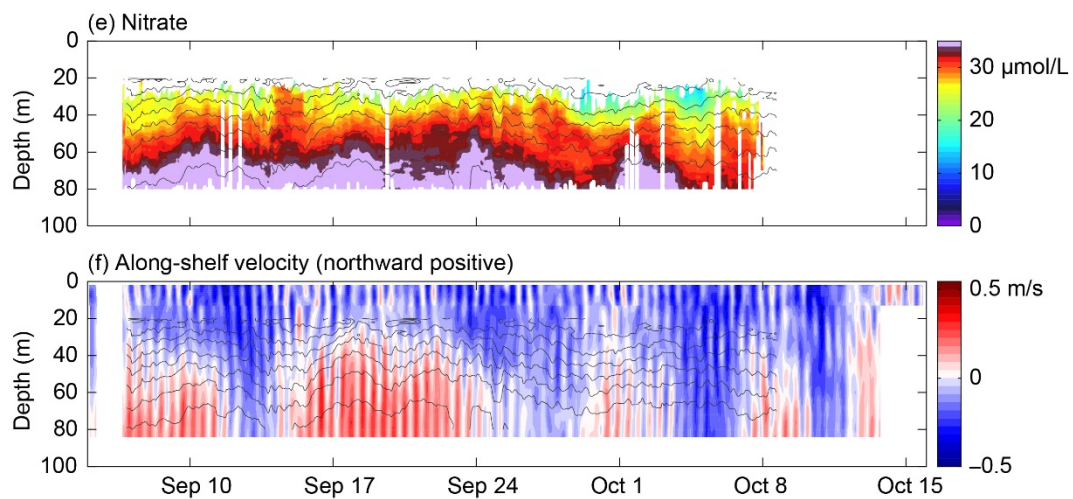 (e) Nitrate
0
20
40
60
80
100
Depth (m)
30 µmol/L
20
10
0
(f) Along-shelf velocity (northward positive)
0
20
40
60
80
100
Depth (m)
0.5 m/s
0
–0.5
Sep 10 Sep 17 Sep 24 Oct 1 Oct 8 Oct 15